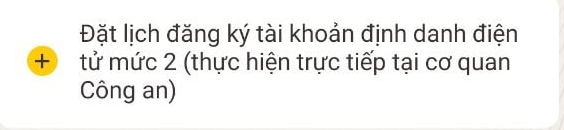 Đặt lịch đăng ký tài khoản định danh điện
tử mức 2 (thực hiện trực tiếp tại cơ quan
Công an)